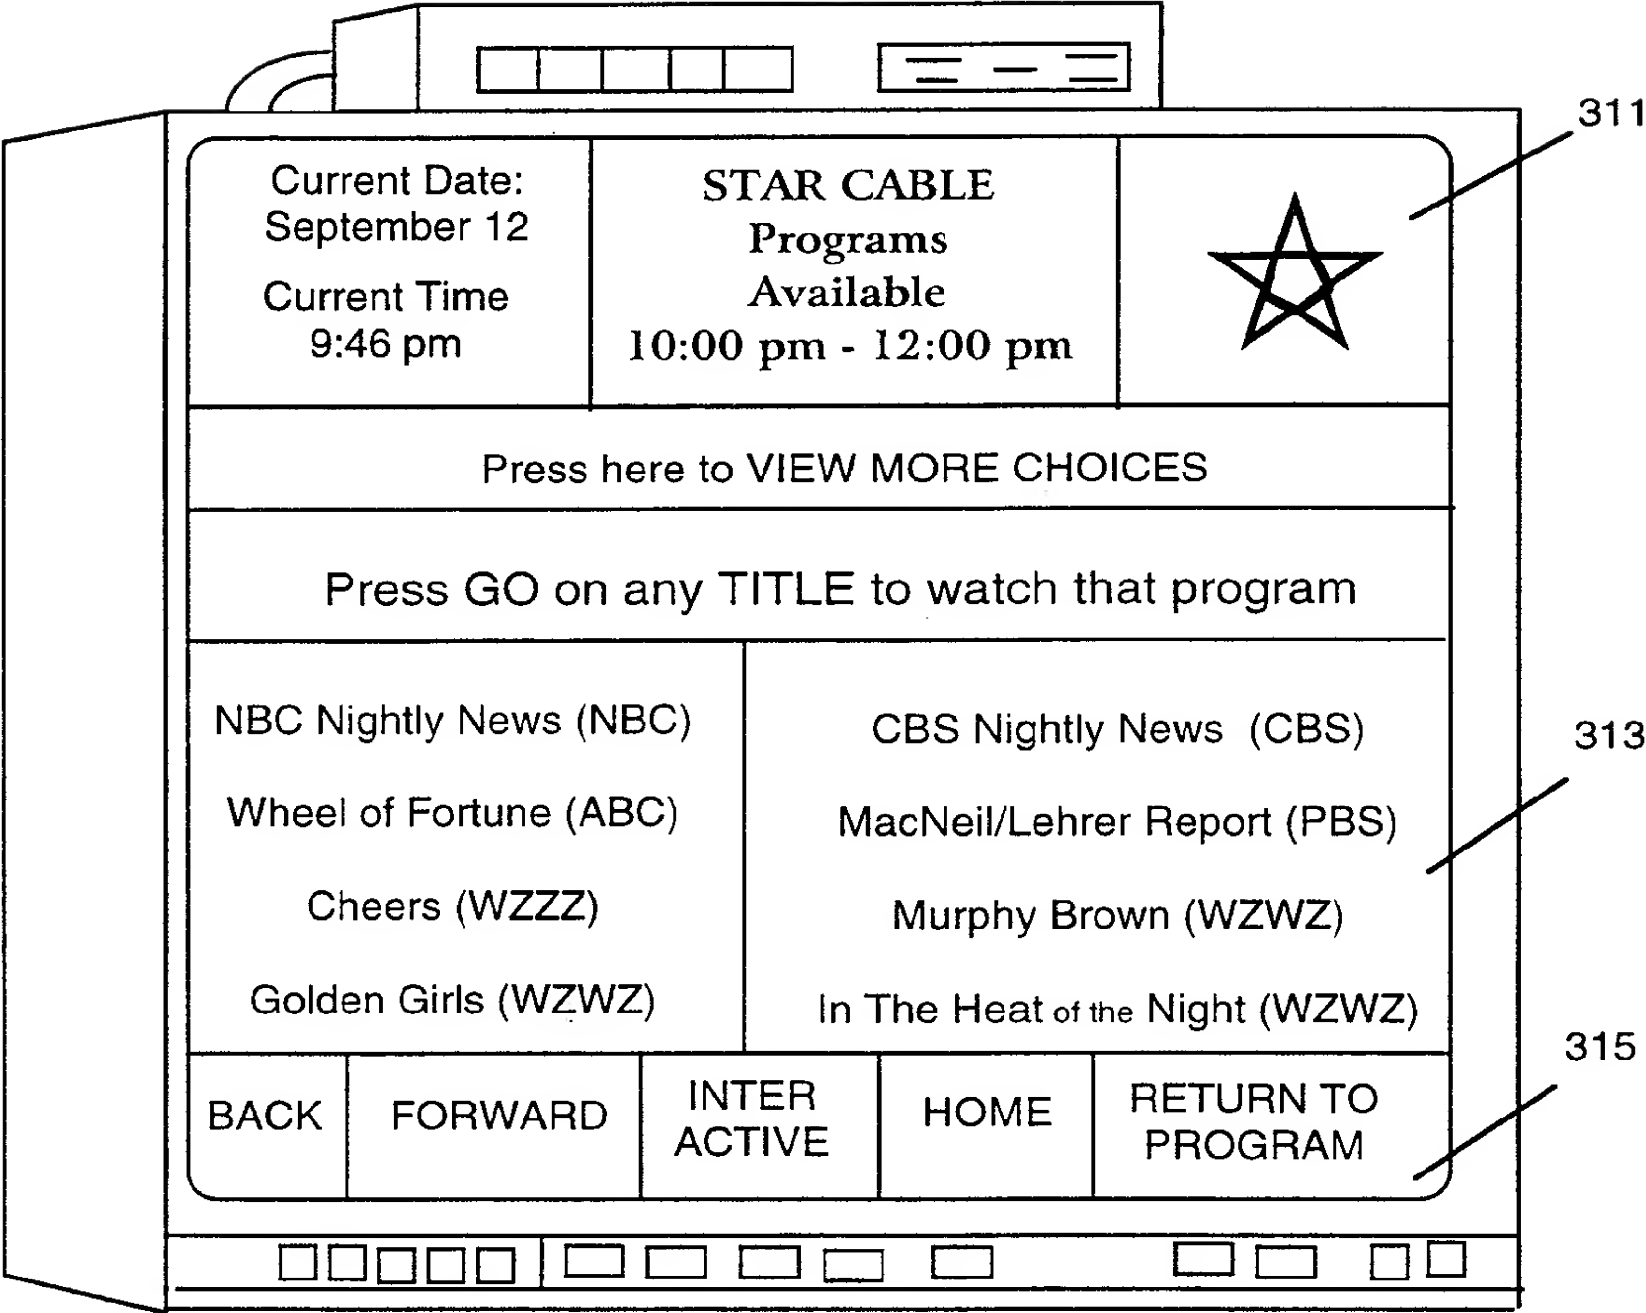 311
Current Date:
September 12
Current Time
9:46 pm
STAR CABLE
Programs
Available
10:00 pm - 12:00 pm
Press here to VIEW MORE CHOICES
Press GO on any TITLE to watch that program
313
NBC Nightly News (NBC)
Wheel of Fortune (ABC)
Cheers (WZZZ)
Golden Girls (WZWZ)
CBS Nightly News (CBS)
MacNeil/Lehrer Report (PBS)
Murphy Brown (WZWZ)
In The Heat of the Night (WZWZ)
315
BACK
FORWARD
INTER
ACTIVE
HOME
RETURN TO
PROGRAM